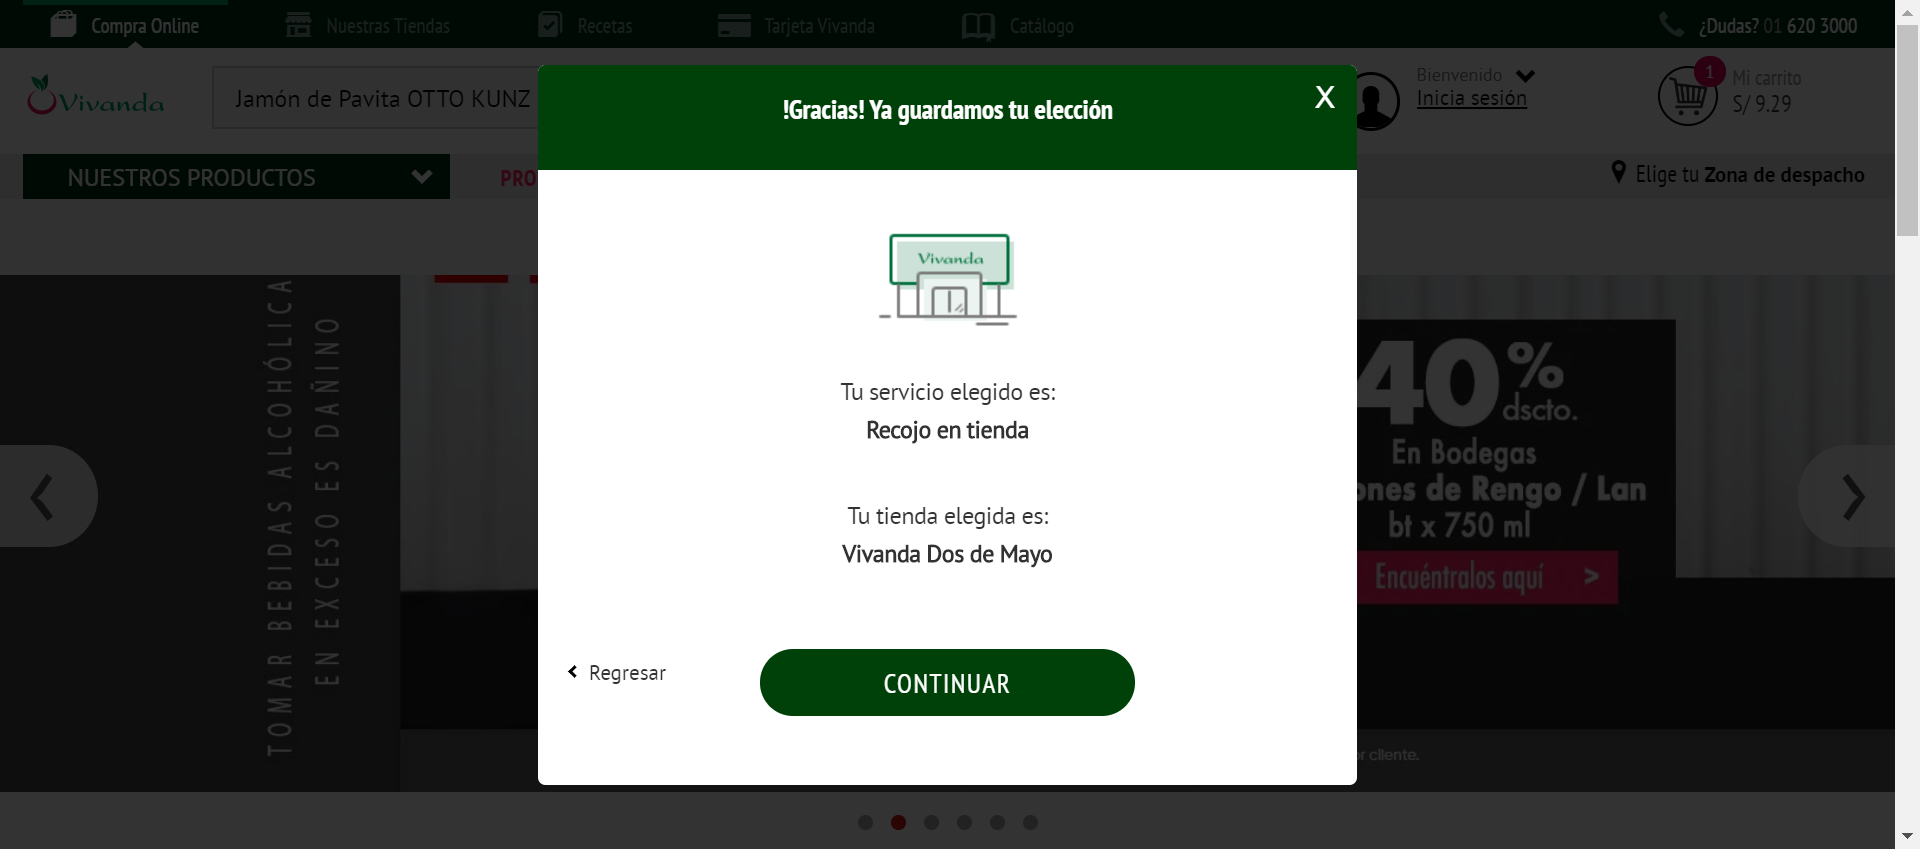 Compra Online
Nuestras Tiendas
Recetas
Tarjeta Vivanda
Catálogo
¿Dudas? 01 620 3000
Vivanda
Jamón de Pavita OTTO KUNZ
Bienvenido
Inicia sesión
1
Mi carrito
S/ 9.29
NUESTROS PRODUCTOS
PRO
Elige tu Zona de despacho
!Gracias! Ya guardamos tu elección
X
Vivanda
Tu servicio elegido es:
Recojo en tienda
Tu tienda elegida es:
Vivanda Dos de Mayo
Regresar
CONTINUAR
TOMAR BEBIDAS ALCOHÓLICA
EN EXCESO ES DAÑINO
40% dscto.
En Bodegas
ones de Rengo / Lan
bt x 750 ml
Encuéntralos aquí >
or cliente.